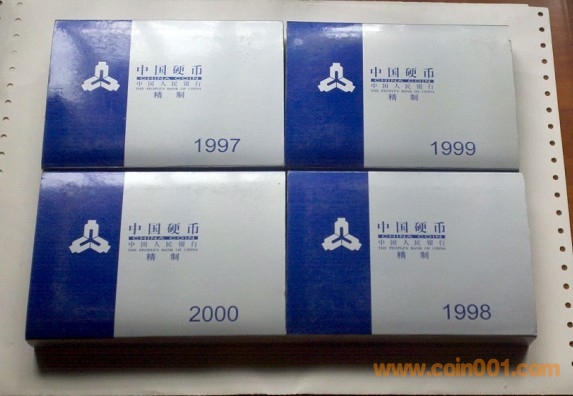 中国硬币
CHINA COIN
中国人民银行
THE PEOPLE'S BANK OF CHINA
精制
1997
中国硬币
CHINA COIN
中国人民银行
THE PEOPLE'S BANK OF CHINA
精制
1999
中国硬币
CHINA COIN
中国人民银行
THE PEOPLE'S BANK OF CHINA
精制
2000
中国硬币
CHINA COIN
中国人民银行
THE PEOPLE'S BANK OF CHINA
精制
1998
www.coin001.com